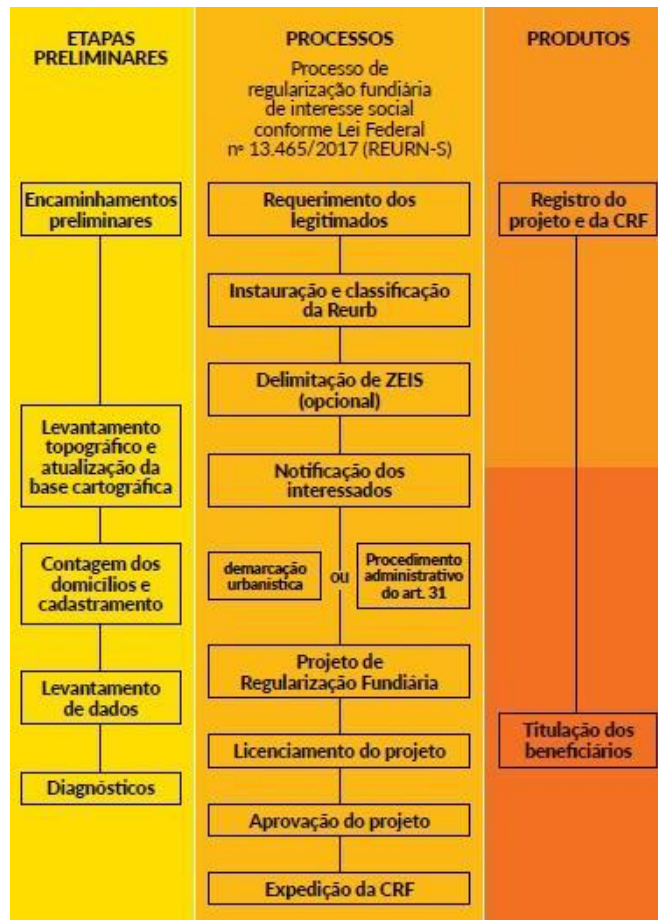 ETAPAS
PRELIMINARES
Encaminhamentos
preliminares
Levantamento
topográfico e
atualização da
base cartográfica
Contagem dos
domicílios e
cadastramento
Levantamento
de dados
Diagnósticos
PROCESSOS
Processo de
regularização fundiária
de interesse social
conforme Lei Federal
nº 13.465/2017 (REURN-S)
Requerimento dos
legitimados
Instauração e classificação
da Reurb
Delimitação de ZEIS
(opcional)
Notificação dos
interessados
demarcação
urbanística
ou
Procedimento
administrativo
do art. 31
Projeto de
Regularização Fundiária
Licenciamento do projeto
Aprovação do projeto
Expedição da CRF
PRODUTOS
Registro do
projeto e da CRF
Titulação dos
beneficiários